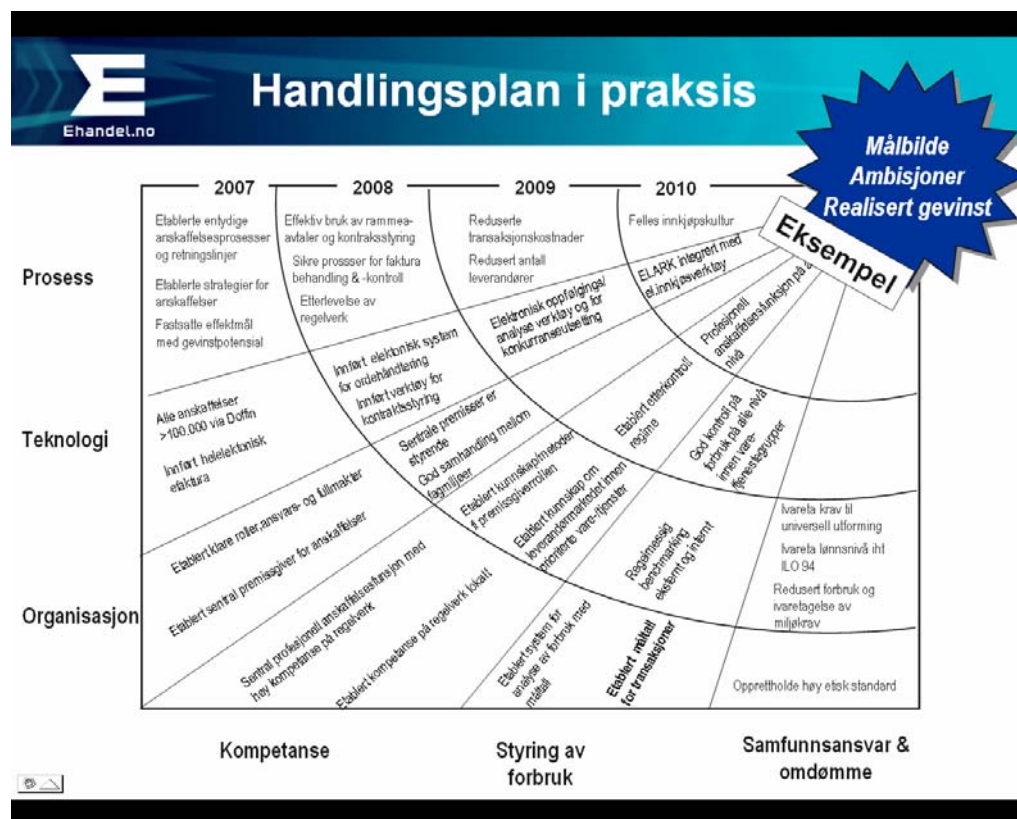 Ehandel.no
Handlingsplan i praksis
Målbilde
Ambisjoner
Realisert gevinst
Eksempel
2007
2008
2009
2010
Prosess
Etablerte entydige
anskaffelsesprosesser
og retningslinjer
Etablerte strategier for
anskaffelser
Fastsatte effektmål
med gevinstpotensial
Effektiv bruk av rammea-
avtaler og kontraksstyring
Sikre prossser for faktura
behandling & -kontroll
Etterlevelse av
regelverk
Reduserte
transaksjonskostnader
Redusert antall
leverandører
Felles innkjøpskultur
Teknologi
Alle anskaffelser
>100.000 via Doffin
Innført helelektonisk
efaktura
Innført elektonisk system
for ordehåndtering
Innført verktøy for
kontraktsstyring
Elektronisk oppfølgings/
analyse verktøy og for
konkurranseutsetting
ELARK integrert med
el.innkjøsverktøy
Organisasjon
Etablert klare roller,ansvars- og fullmakter
Etablert sentral premissgiver for anskaffelser
Sentrale premisser er
styrende
God samhandling mellom
fagmiljøer
Profesjonell
anskaffelsesfunksjon på
nivå
Sentral profesjonell anskaffelsesfunsjon med
høy kompetanse på regelverk
Etablert kompetanse på regelverk lokalt
Etablert kunnskap/metoder
premissgiverrollen
Etablert kunnskap om
leverandørmarkedet innen
prioriterte vare-/tjenster
Etablert etterkontroll
regime
Etablert system for
analyse av forbruk med
måltall
Etablert måltall
for transaksjoner
Regelmessig
benchmarking
eksternt og internt
God kontroll på
forbruk på alle nivå
innen vare-
/tjenestegrupper
Ivareta krav til
universell utforming
Ivareta lønnsnivå iht
ILO 94
Redusert forbruk og
ivaretagelse av
miljøkrav
Opprettholde høy etisk standard
Kompetanse
Styring av
forbruk
Samfunnsansvar &
omdømme